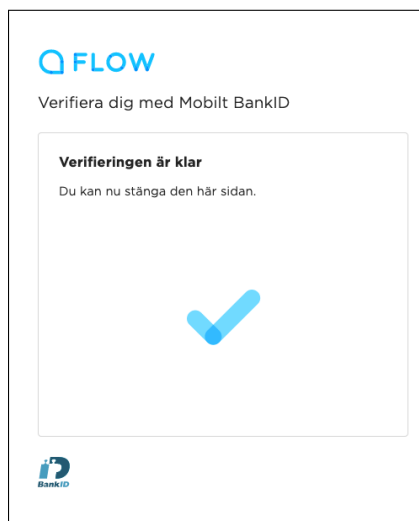 FLOW
Verifiera dig med Mobilt BankID
Verifieringen är klar
Du kan nu stänga den här sidan.
BankID